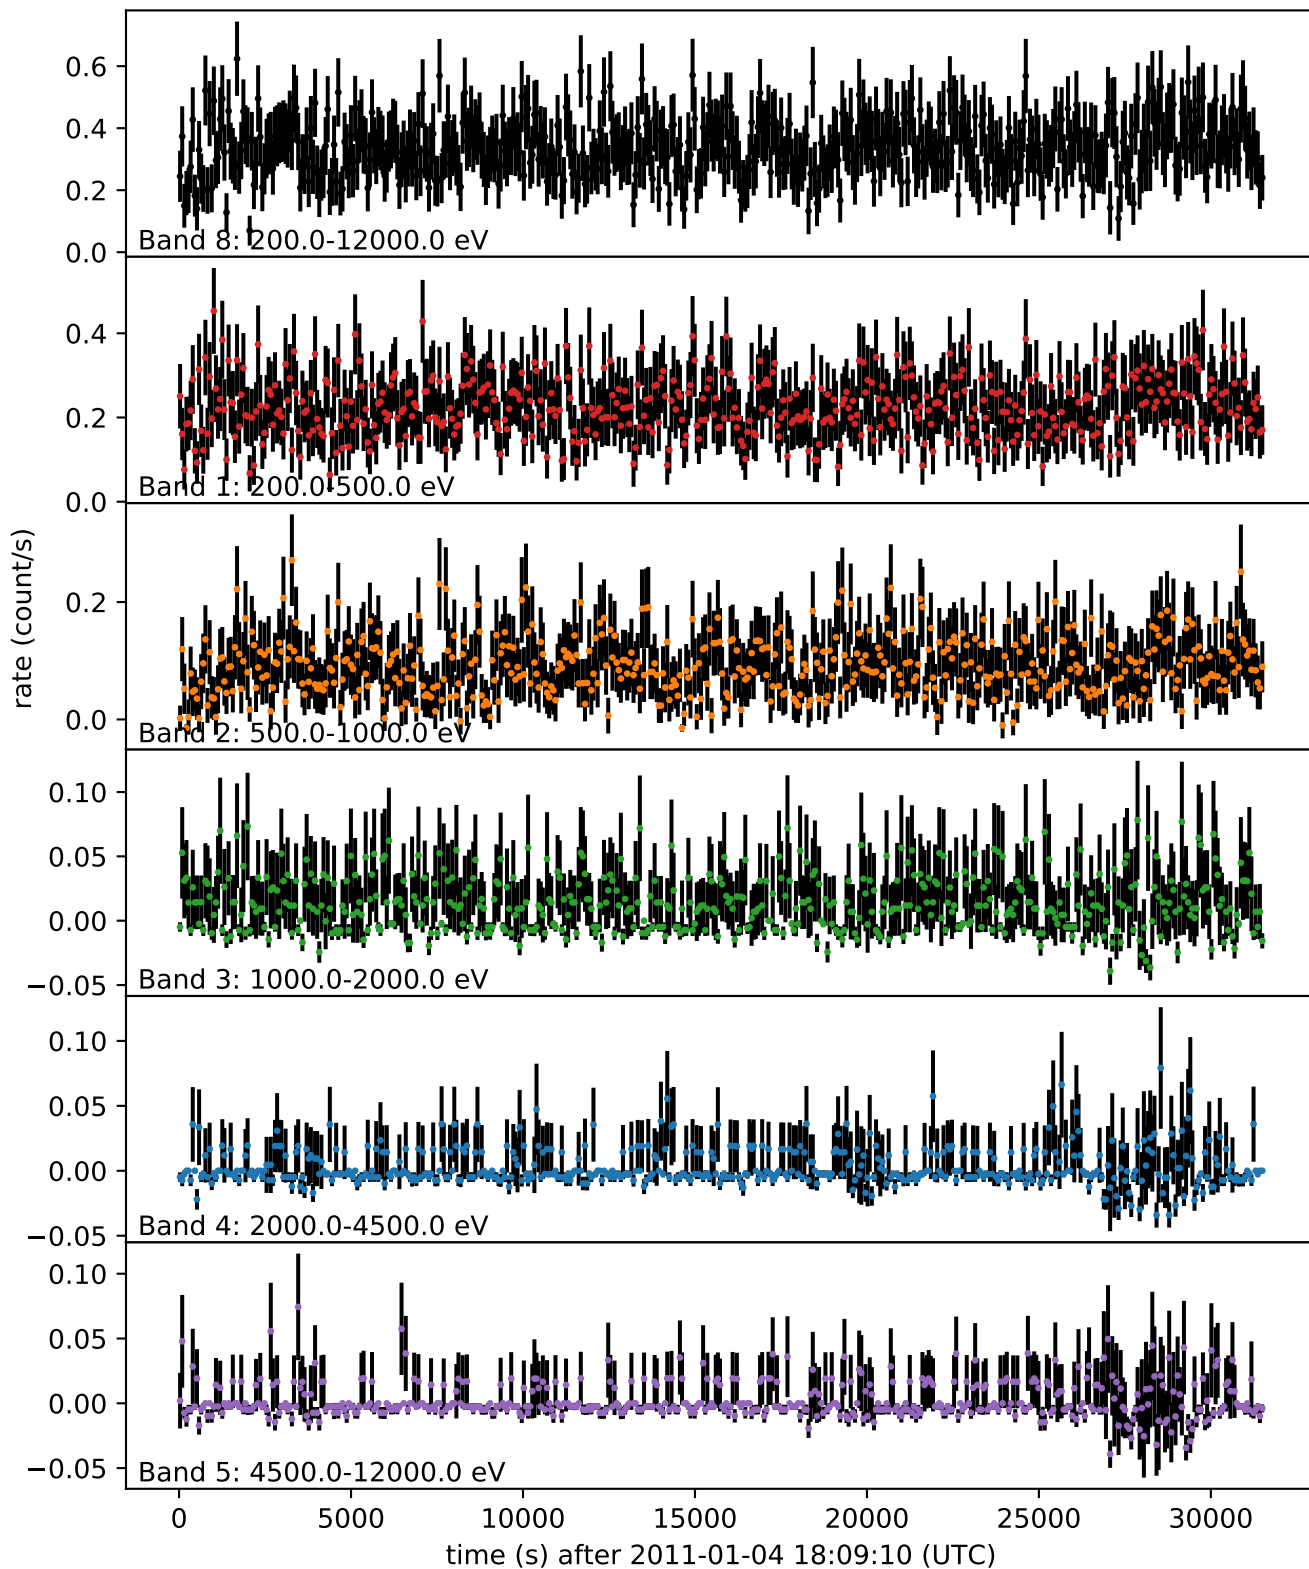 0.6
0.4
0.2
0.0
Band 8: 200.0-12000.0 eV
0.4
0.2
0.0
Band 1: 200.0-500.0 eV
0.2
0.0
Band 2: 500.0-1000.0 eV
rate (count/s)
0.10
0.05
0.00
−0.05
Band 3: 1000.0-2000.0 eV
0.10
0.05
0.00
−0.05
Band 4: 2000.0-4500.0 eV
0.10
0.05
0.00
−0.05
Band 5: 4500.0-12000.0 eV
0 5000 10000 15000 20000 25000 30000
time (s) after 2011-01-04 18:09:10 (UTC)